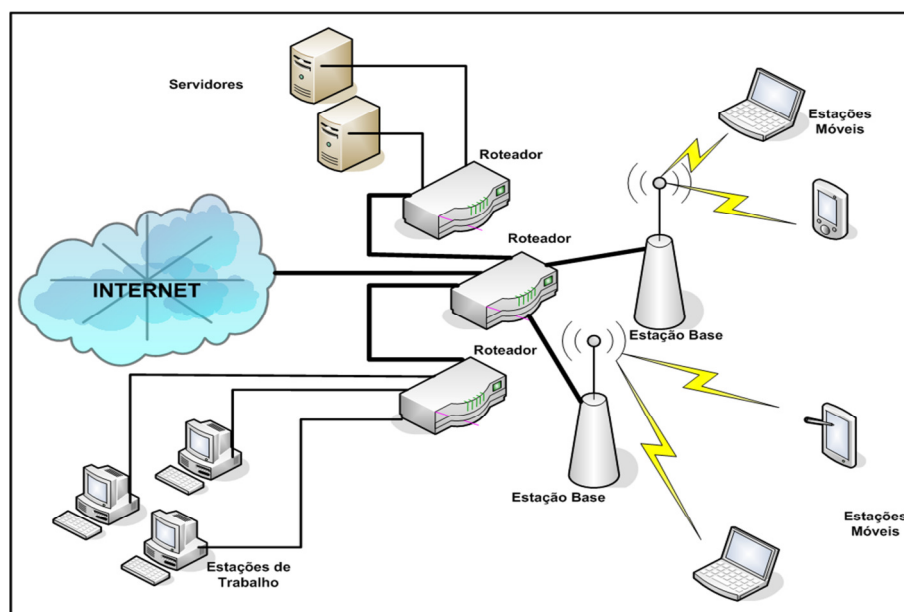 Servidores
Roteador
Estações
Móveis
Roteador
INTERNET
Estação Base
Roteador
Estação Base
Estações de
Trabalho
Estações
Móveis